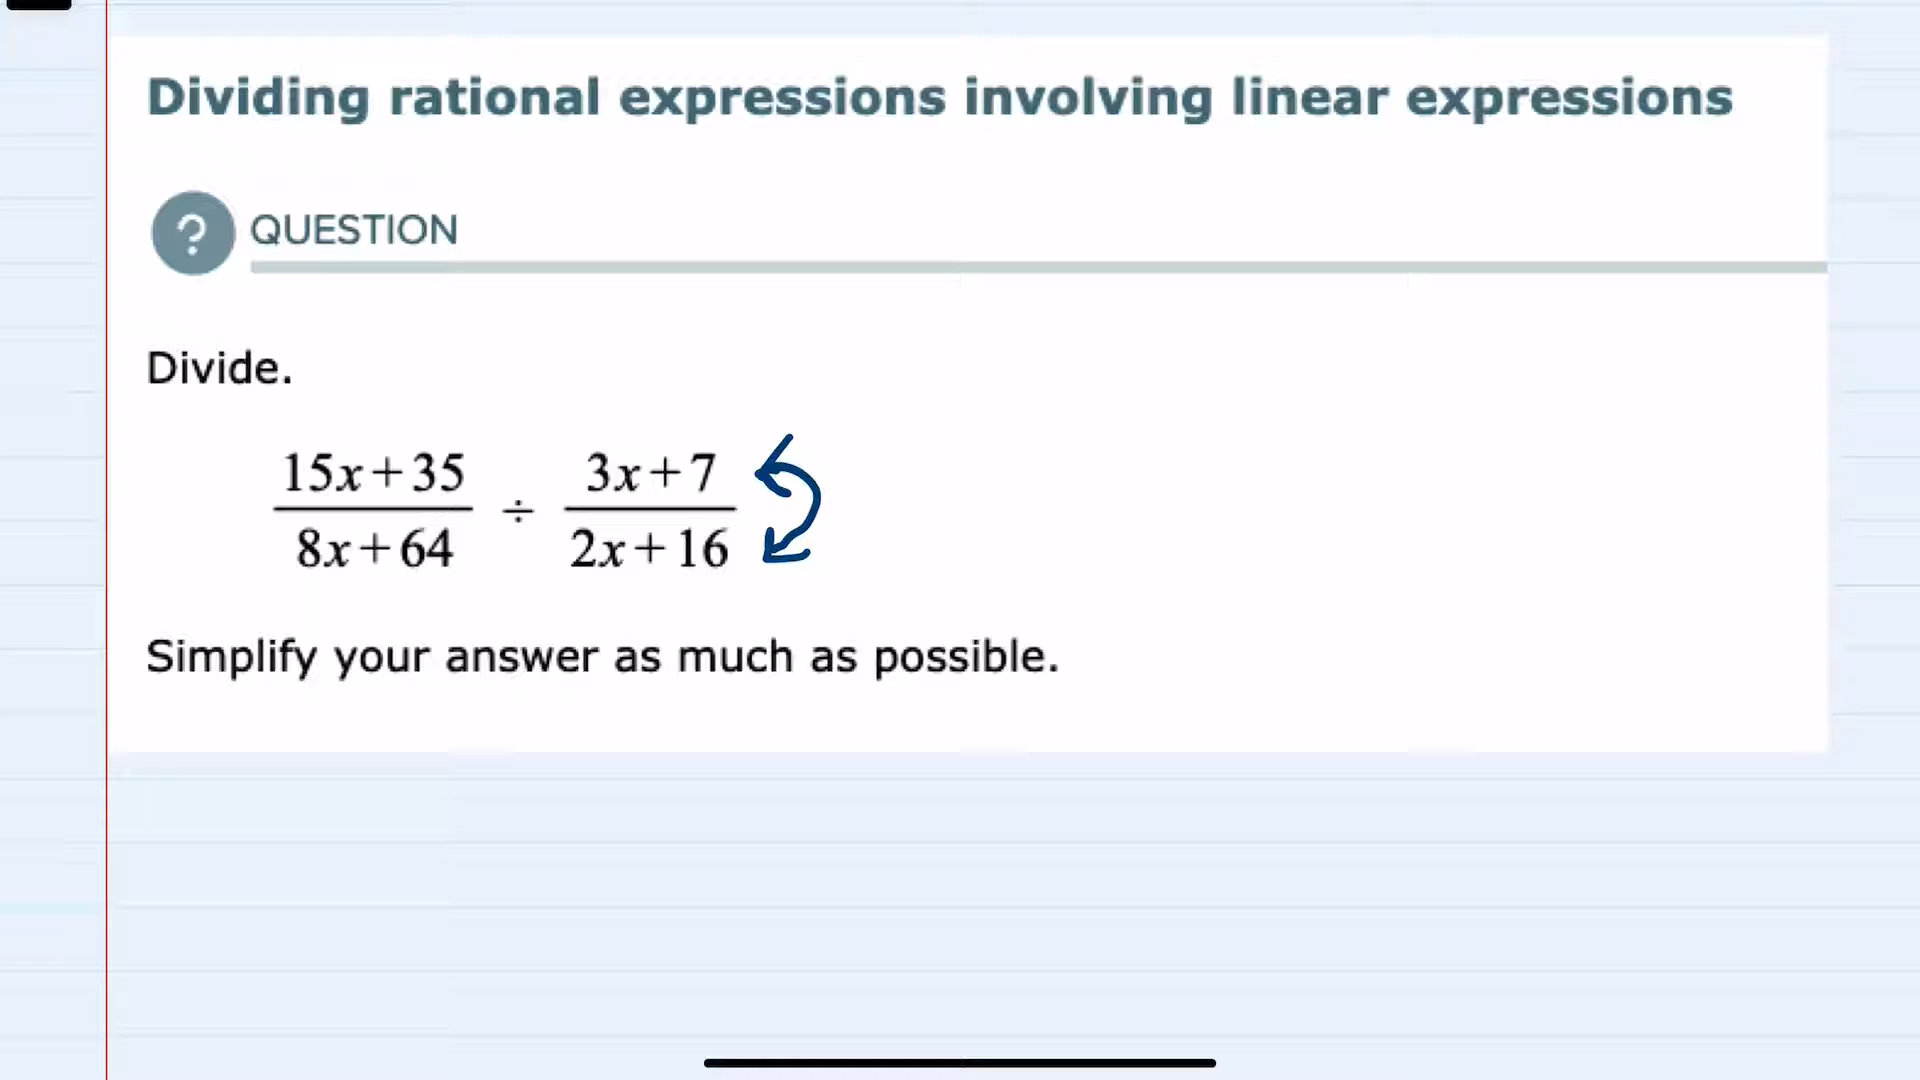 Dividing rational expressions involving linear expressions
? QUESTION
Divide.
15x+35 / 8x+64 ÷ 3x+7 / 2x+16
Simplify your answer as much as possible.